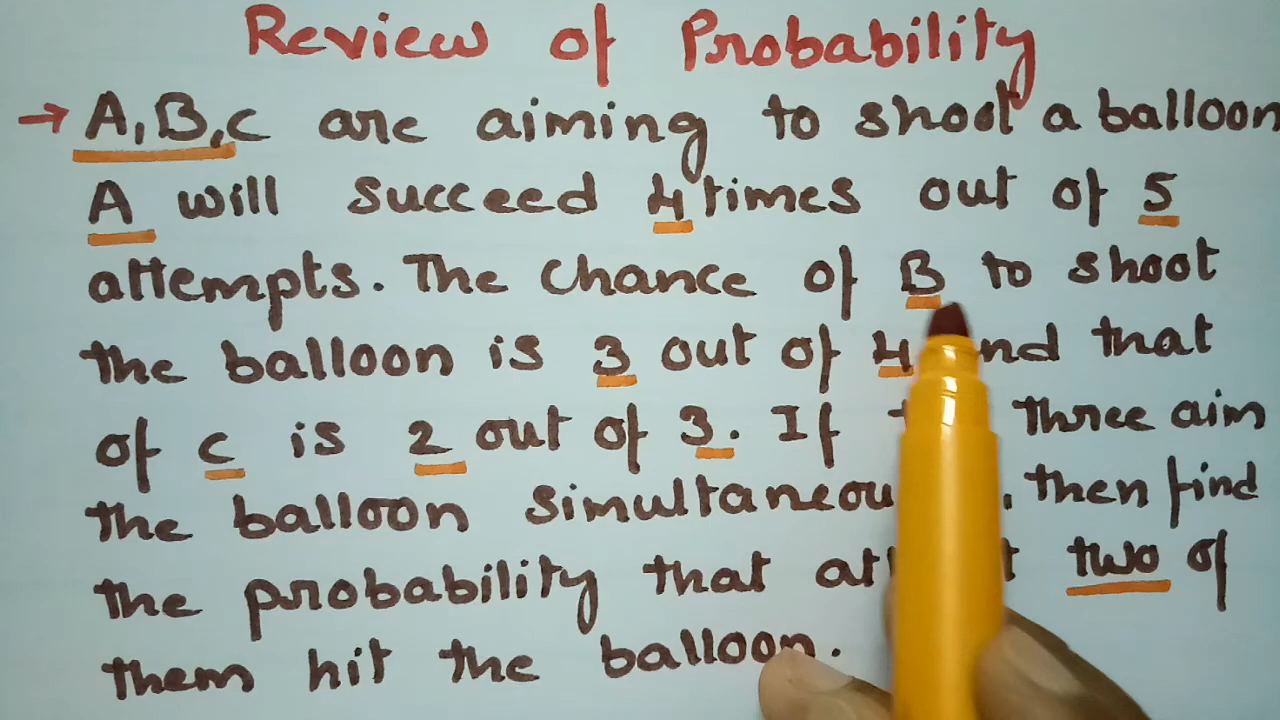 Review of Probability
→ A, B, C are aiming to shoot a balloon
A will succeed 4 times out of 5
attempts. The chance of B to shoot
the balloon is 3 out of 4 and that
of C is 2 out of 3. If three aim
the balloon then find
the probability that two of
them hit the balloon.